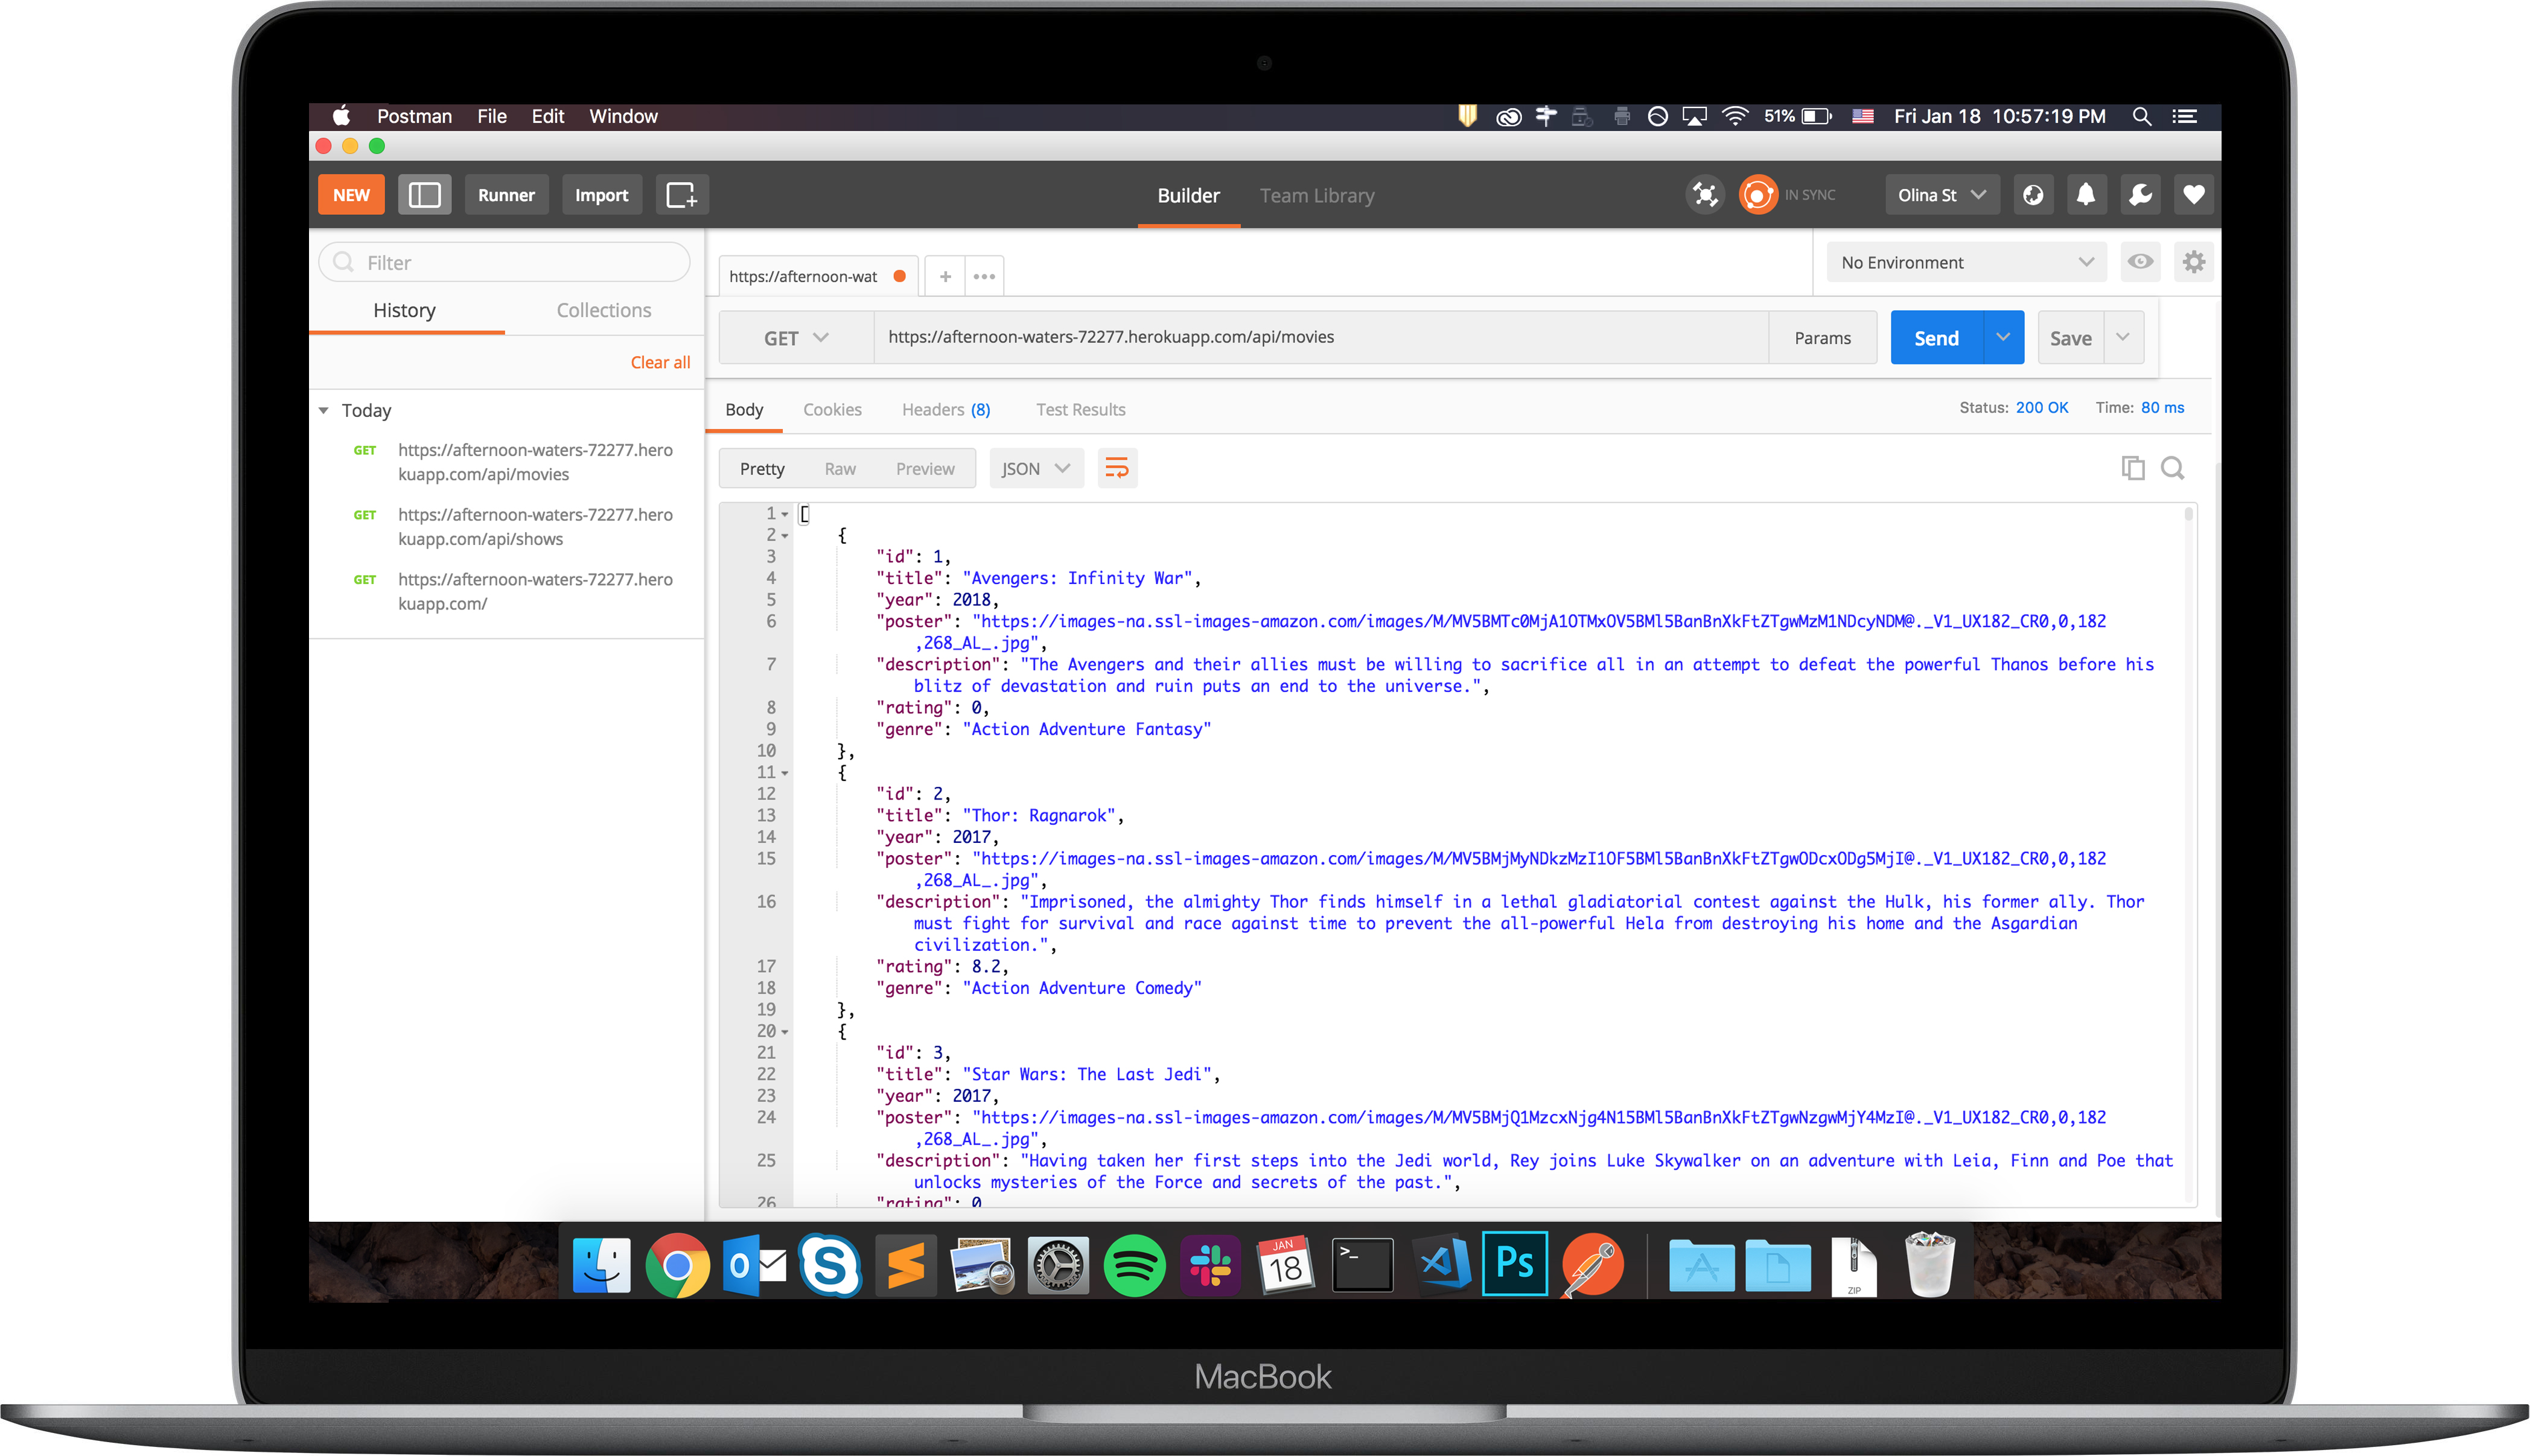 Postman File Edit Window 51% Fri Jan 18 10:57:19 PM
NEW Runner Import Builder Team Library IN SYNC Olina St
Filter
History Collections
Clear all
Today
GET https://afternoon-waters-72277.hero
kuapp.com/api/movies
GET https://afternoon-waters-72277.hero
kuapp.com/api/shows
GET https://afternoon-waters-72277.hero
kuapp.com/
https://afternoon-wat + ••• No Environment
GET https://afternoon-waters-72277.herokuapp.com/api/movies Params Send Save
Body Cookies Headers (8) Test Results Status: 200 OK Time: 80 ms
Pretty Raw Preview JSON
1 [
2 {
3 "id": 1,
4 "title": "Avengers: Infinity War",
5 "year": 2018,
6 "poster": "https://images-na.ssl-images-amazon.com/images/M/MV5BMTc0MjA1OTMxOV5BMl5BanBnXkFtZTgwMzM1NDcyNDM@._V1_UX182_CR0,0,182
,268_AL_.jpg",
7 "description": "The Avengers and their allies must be willing to sacrifice all in an attempt to defeat the powerful Thanos before his
blitz of devastation and ruin puts an end to the universe.",
8 "rating": 0,
9 "genre": "Action Adventure Fantasy"
10 },
11 {
12 "id": 2,
13 "title": "Thor: Ragnarok",
14 "year": 2017,
15 "poster": "https://images-na.ssl-images-amazon.com/images/M/MV5BMjMyNDkzMzI1OF5BMl5BanBnXkFtZTgwODcxODg5MjI@._V1_UX182_CR0,0,182
,268_AL_.jpg",
16 "description": "Imprisoned, the almighty Thor finds himself in a lethal gladiatorial contest against the Hulk, his former ally. Thor
must fight for survival and race against time to prevent the all-powerful Hela from destroying his home and the Asgardian
civilization.",
17 "rating": 8.2,
18 "genre": "Action Adventure Comedy"
19 },
20 {
21 "id": 3,
22 "title": "Star Wars: The Last Jedi",
23 "year": 2017,
24 "poster": "https://images-na.ssl-images-amazon.com/images/M/MV5BMjQ1MzcxNjg4N15BMl5BanBnXkFtZTgwNzgwMjY4MzI@._V1_UX182_CR0,0,182
,268_AL_.jpg",
25 "description": "Having taken her first steps into the Jedi world, Rey joins Luke Skywalker on an adventure with Leia, Finn and Poe that
unlocks mysteries of the Force and secrets of the past.",
26 "rating": 0
JAN
18 >_ Ps ZIP
MacBook